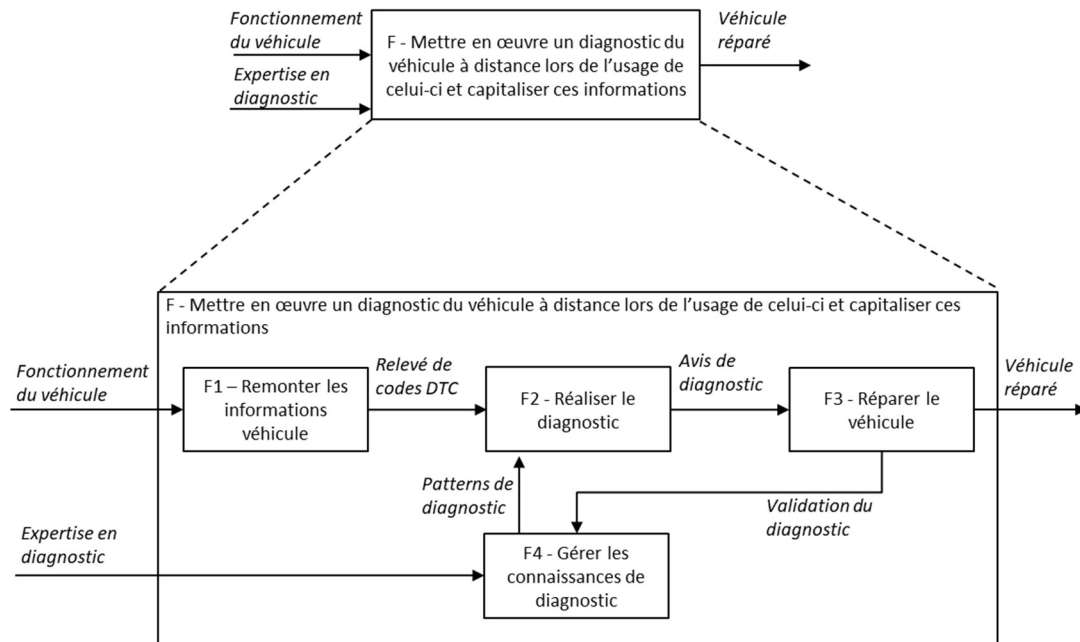 Fonctionnement
du véhicule
Expertise en
diagnostic
F - Mettre en œuvre un diagnostic du
véhicule à distance lors de l’usage de
celui-ci et capitaliser ces informations
Véhicule
réparé
F - Mettre en œuvre un diagnostic du véhicule à distance lors de l’usage de celui-ci et capitaliser ces
informations
Fonctionnement
du véhicule
F1 – Remonter les
informations
véhicule
Relevé de
codes DTC
F2 - Réaliser le
diagnostic
Avis de
diagnostic
F3 - Réparer le
véhicule
Véhicule
réparé
Patterns de
diagnostic
Validation du
diagnostic
Expertise en
diagnostic
F4 - Gérer les
connaissances de
diagnostic